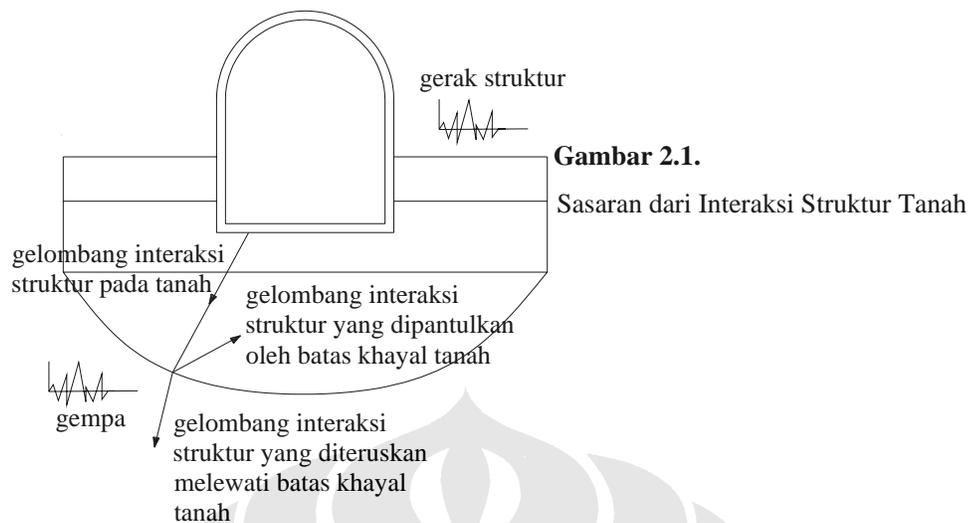 gerak struktur
Gambar 2.1.
Sasaran dari Interaksi Struktur Tanah
gelombang interaksi
struktur pada tanah
gelombang interaksi
struktur yang dipantulkan
oleh batas khayal tanah
gempa
gelombang interaksi
struktur yang diteruskan
melewati batas khayal
tanah